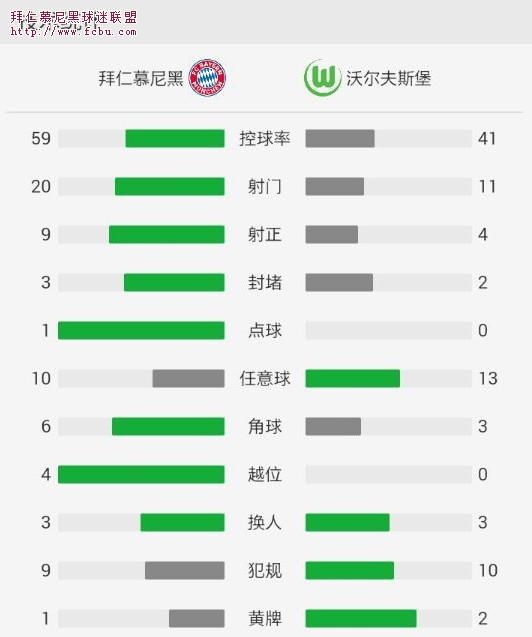 拜仁慕尼黑球迷联盟
http://www.fcbu.com
拜仁慕尼黑 FC BAYERN MÜNCHEN 沃尔夫斯堡
59 控球率 41
20 射门 11
9 射正 4
3 封堵 2
1 点球 0
10 任意球 13
6 角球 3
4 越位 0
3 换人 3
9 犯规 10
1 黄牌 2